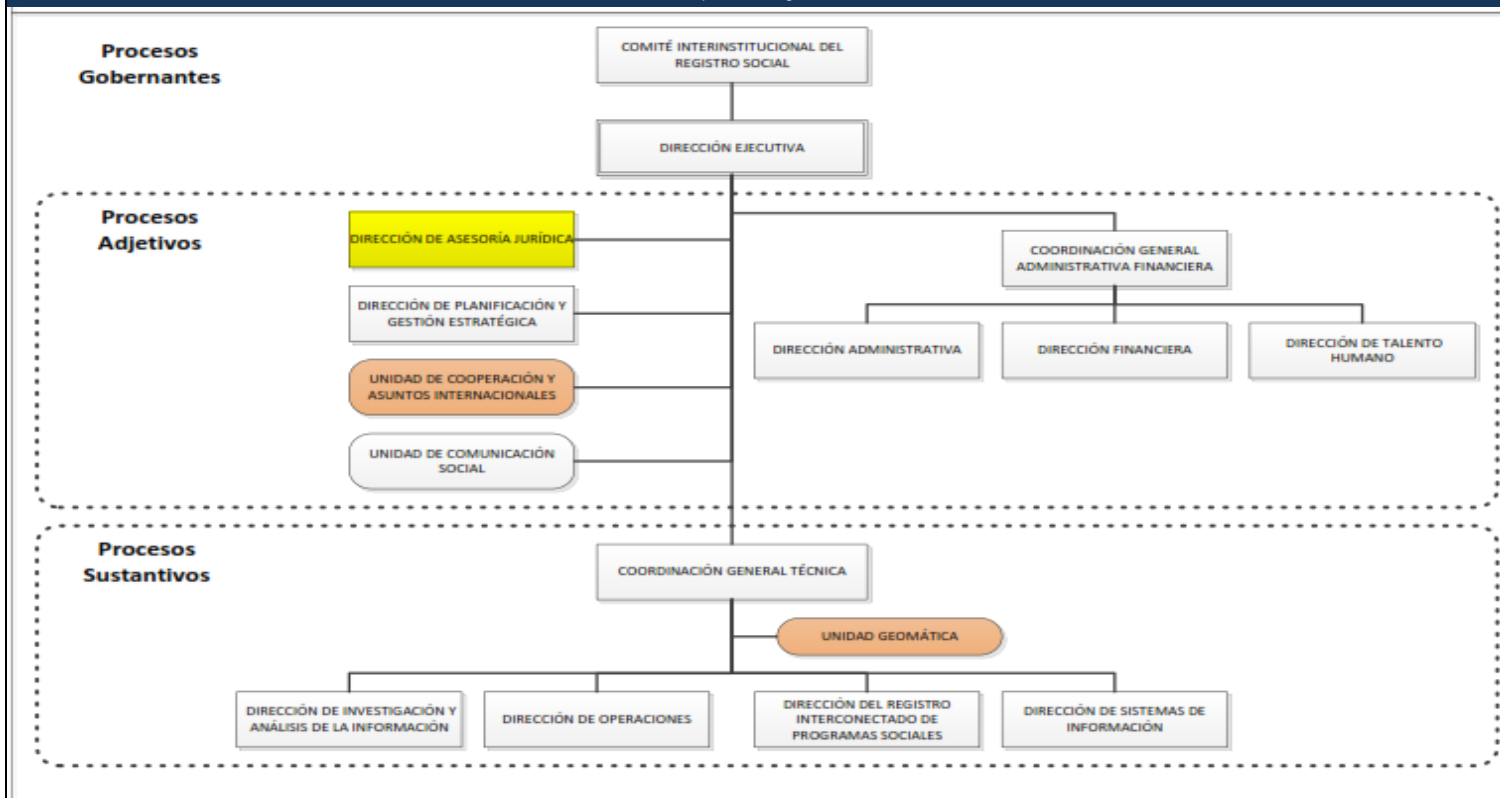 Procesos
Gobernantes
COMITÉ INTERINSTITUCIONAL DEL
REGISTRO SOCIAL
DIRECCIÓN EJECUTIVA
Procesos
Adjetivos
DIRECCIÓN DE ASESORÍA JURÍDICA
DIRECCIÓN DE PLANIFICACIÓN Y
GESTIÓN ESTRATÉGICA
UNIDAD DE COOPERACIÓN Y
ASUNTOS INTERNACIONALES
UNIDAD DE COMUNICACIÓN
SOCIAL
COORDINACIÓN GENERAL
ADMINISTRATIVA FINANCIERA
DIRECCIÓN ADMINISTRATIVA
DIRECCIÓN FINANCIERA
DIRECCIÓN DE TALENTO
HUMANO
Procesos
Sustantivos
COORDINACIÓN GENERAL TÉCNICA
UNIDAD GEOMÁTICA
DIRECCIÓN DE INVESTIGACIÓN Y
ANÁLISIS DE LA INFORMACIÓN
DIRECCIÓN DE OPERACIONES
DIRECCIÓN DEL REGISTRO
INTERCONECTADO DE
PROGRAMAS SOCIALES
DIRECCIÓN DE SISTEMAS DE
INFORMACIÓN